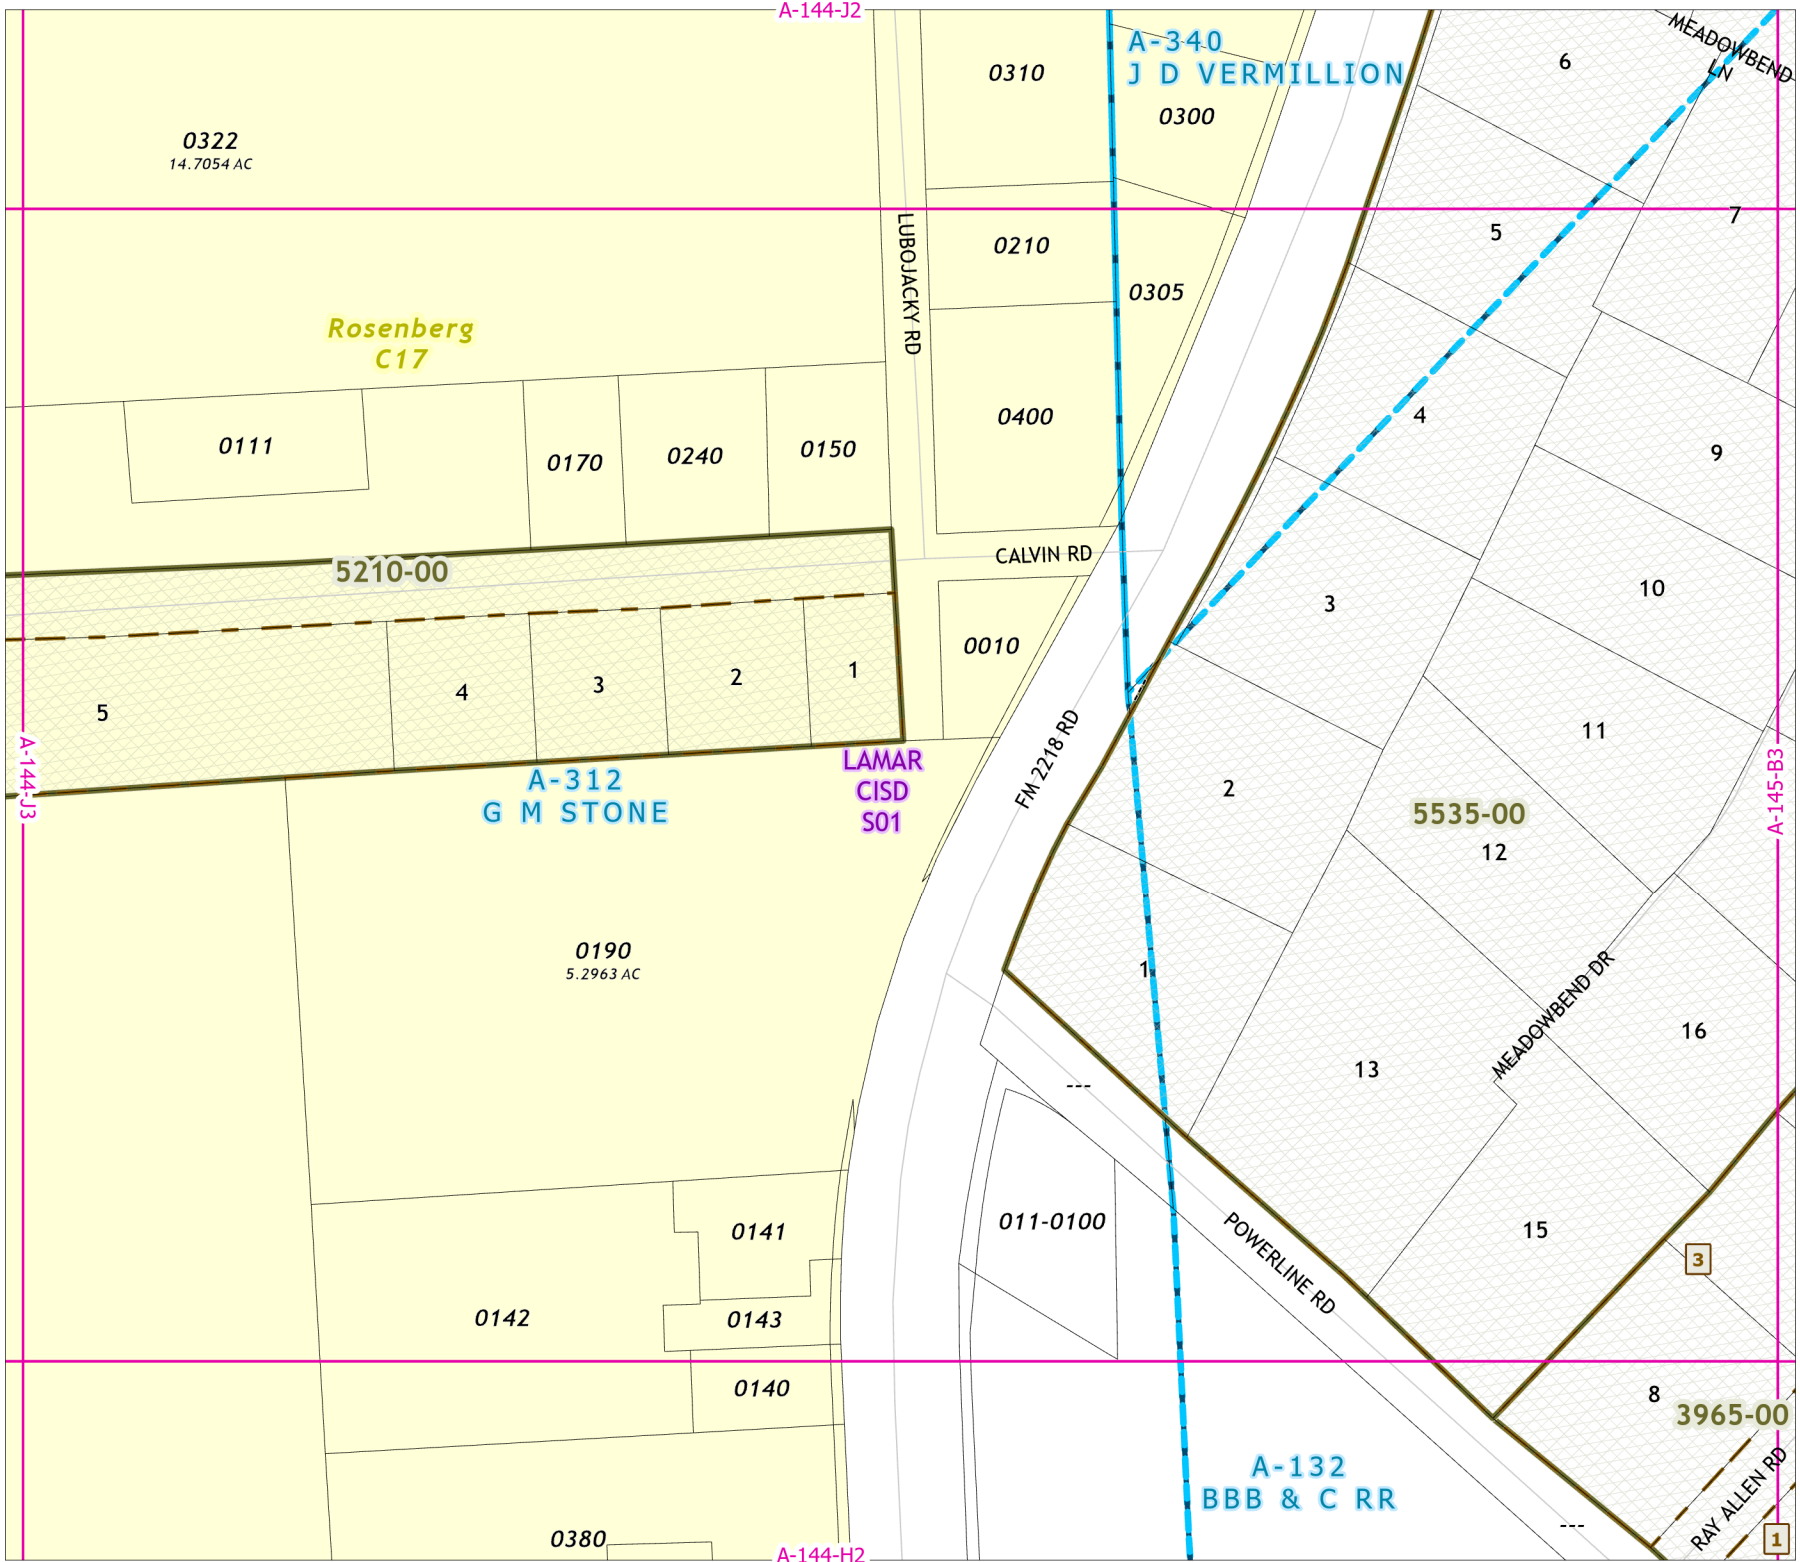 A-144-J2
A-340
J D VERMILLION
MEADOWBEND
LN
6
0310
0300
0322
14.7054 AC
7
5
0210
LUBOJACKY RD
0305
Rosenberg
C17
4
0400
9
0111
0170
0240
0150
CALVIN RD
5210-00
10
3
0010
1
2
3
4
5
11
FM 2218 RD
A-144-J3
A-145-B3
LAMAR
CISD
S01
A-312
G M STONE
2
5535-00
12
0190
5.2963 AC
1
MEADOWBEND DR
16
13
---
011-0100
0141
15
POWERLINE RD
3
0142
0143
0140
8
3965-00
A-132
BBB & C RR
RAY ALLEN RD
---
0380
1
A-144-H2